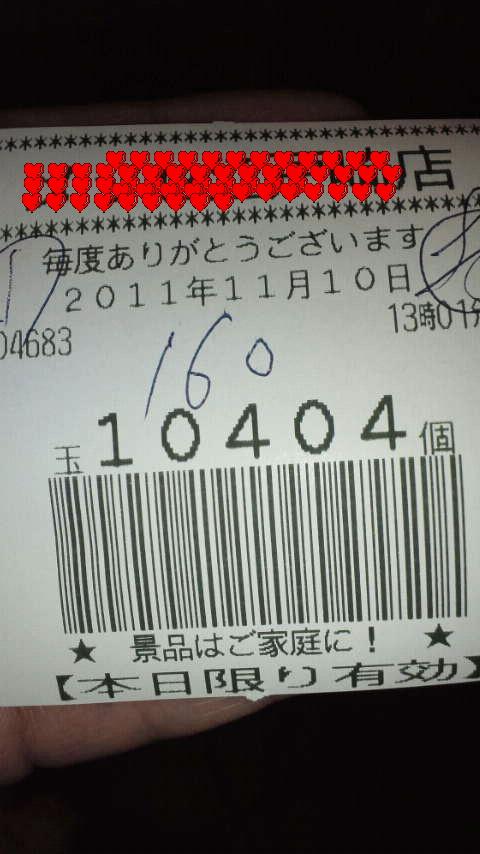 店
毎度ありがとうございます
2011年11月10日
04683
13時01分
160
玉 10404 個
★ 景品はご家庭に! ★
【本日限り有効】